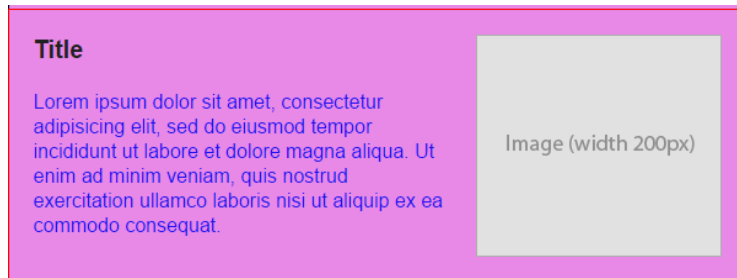 Title
Lorem ipsum dolor sit amet, consectetur
adipisicing elit, sed do eiusmod tempor
incididunt ut labore et dolore magna aliqua. Ut
enim ad minim veniam, quis nostrud
exercitation ullamco laboris nisi ut aliquip ex ea
commodo consequat.
Image (width 200px)